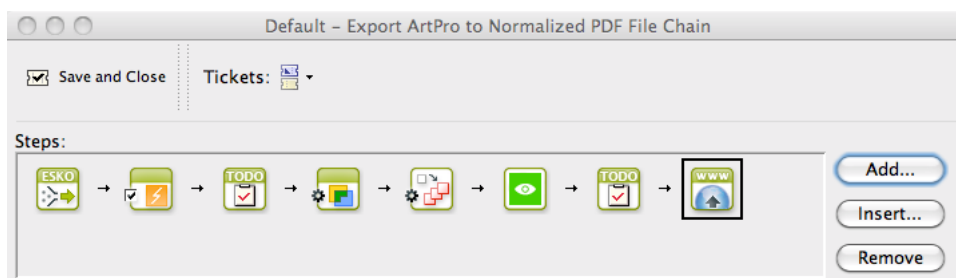 Default – Export ArtPro to Normalized PDF File Chain
Save and Close
Tickets:
Steps:
ESKO
TODO
TODO
www
Add...
Insert...
Remove